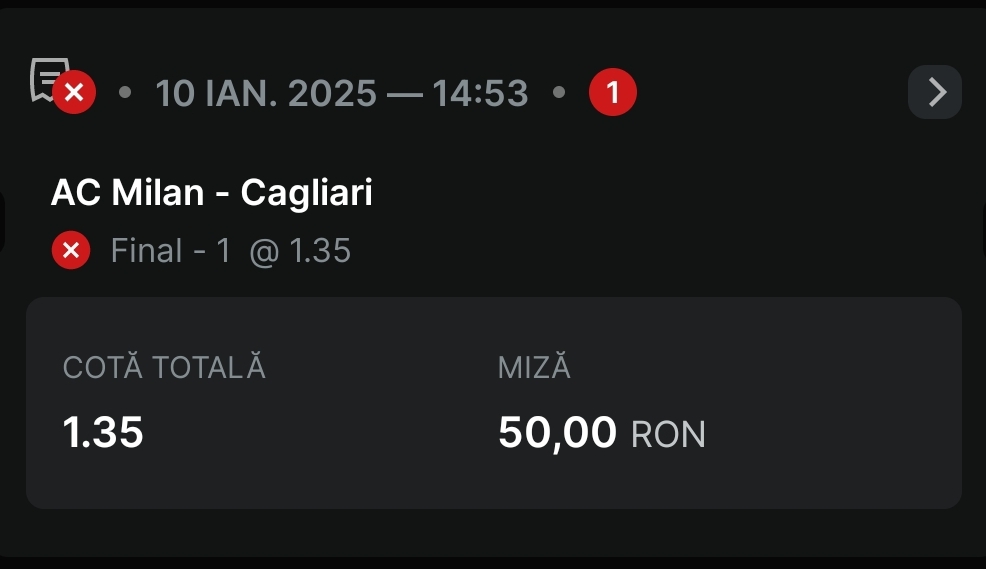 • 10 IAN. 2025 — 14:53 • 1
AC Milan - Cagliari
Final - 1 @ 1.35
COTĂ TOTALĂ
MIZĂ
1.35
50,00 RON